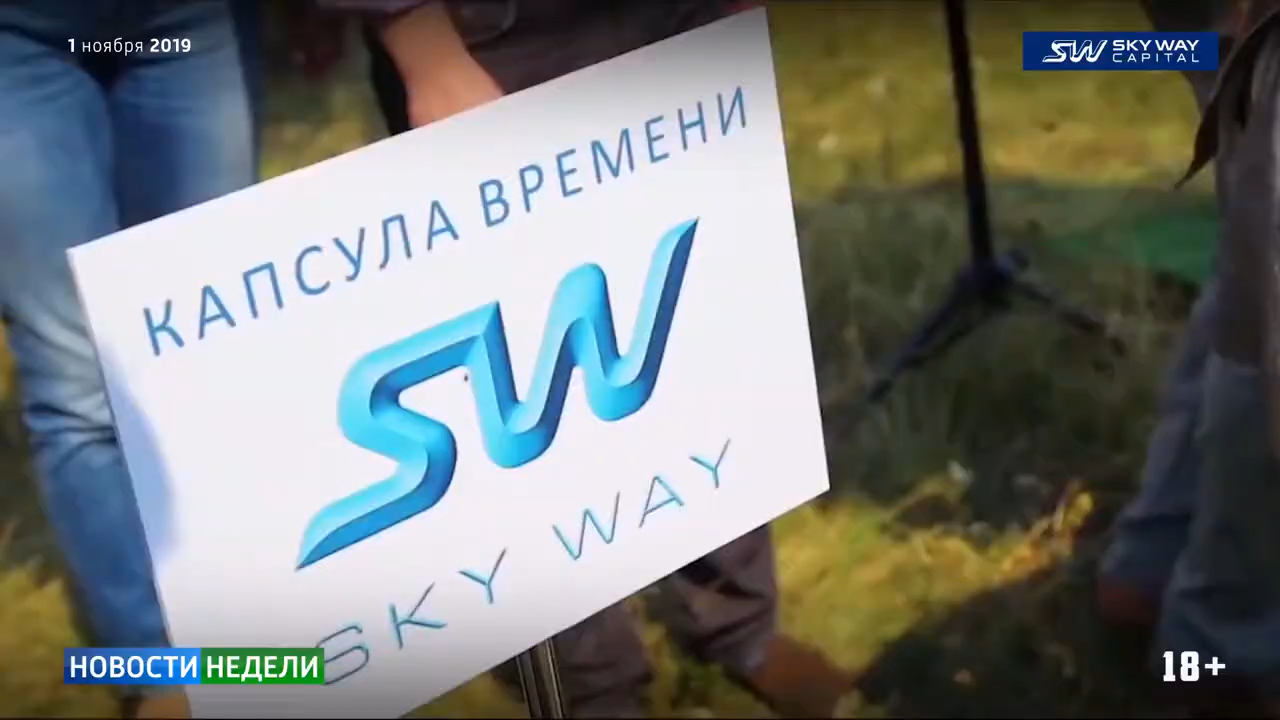 1 ноября 2019
SW SKY WAY
CAPITAL
КАПСУЛА ВРЕМЕНИ
SW
SKY WAY
НОВОСТИ НЕДЕЛИ
18+